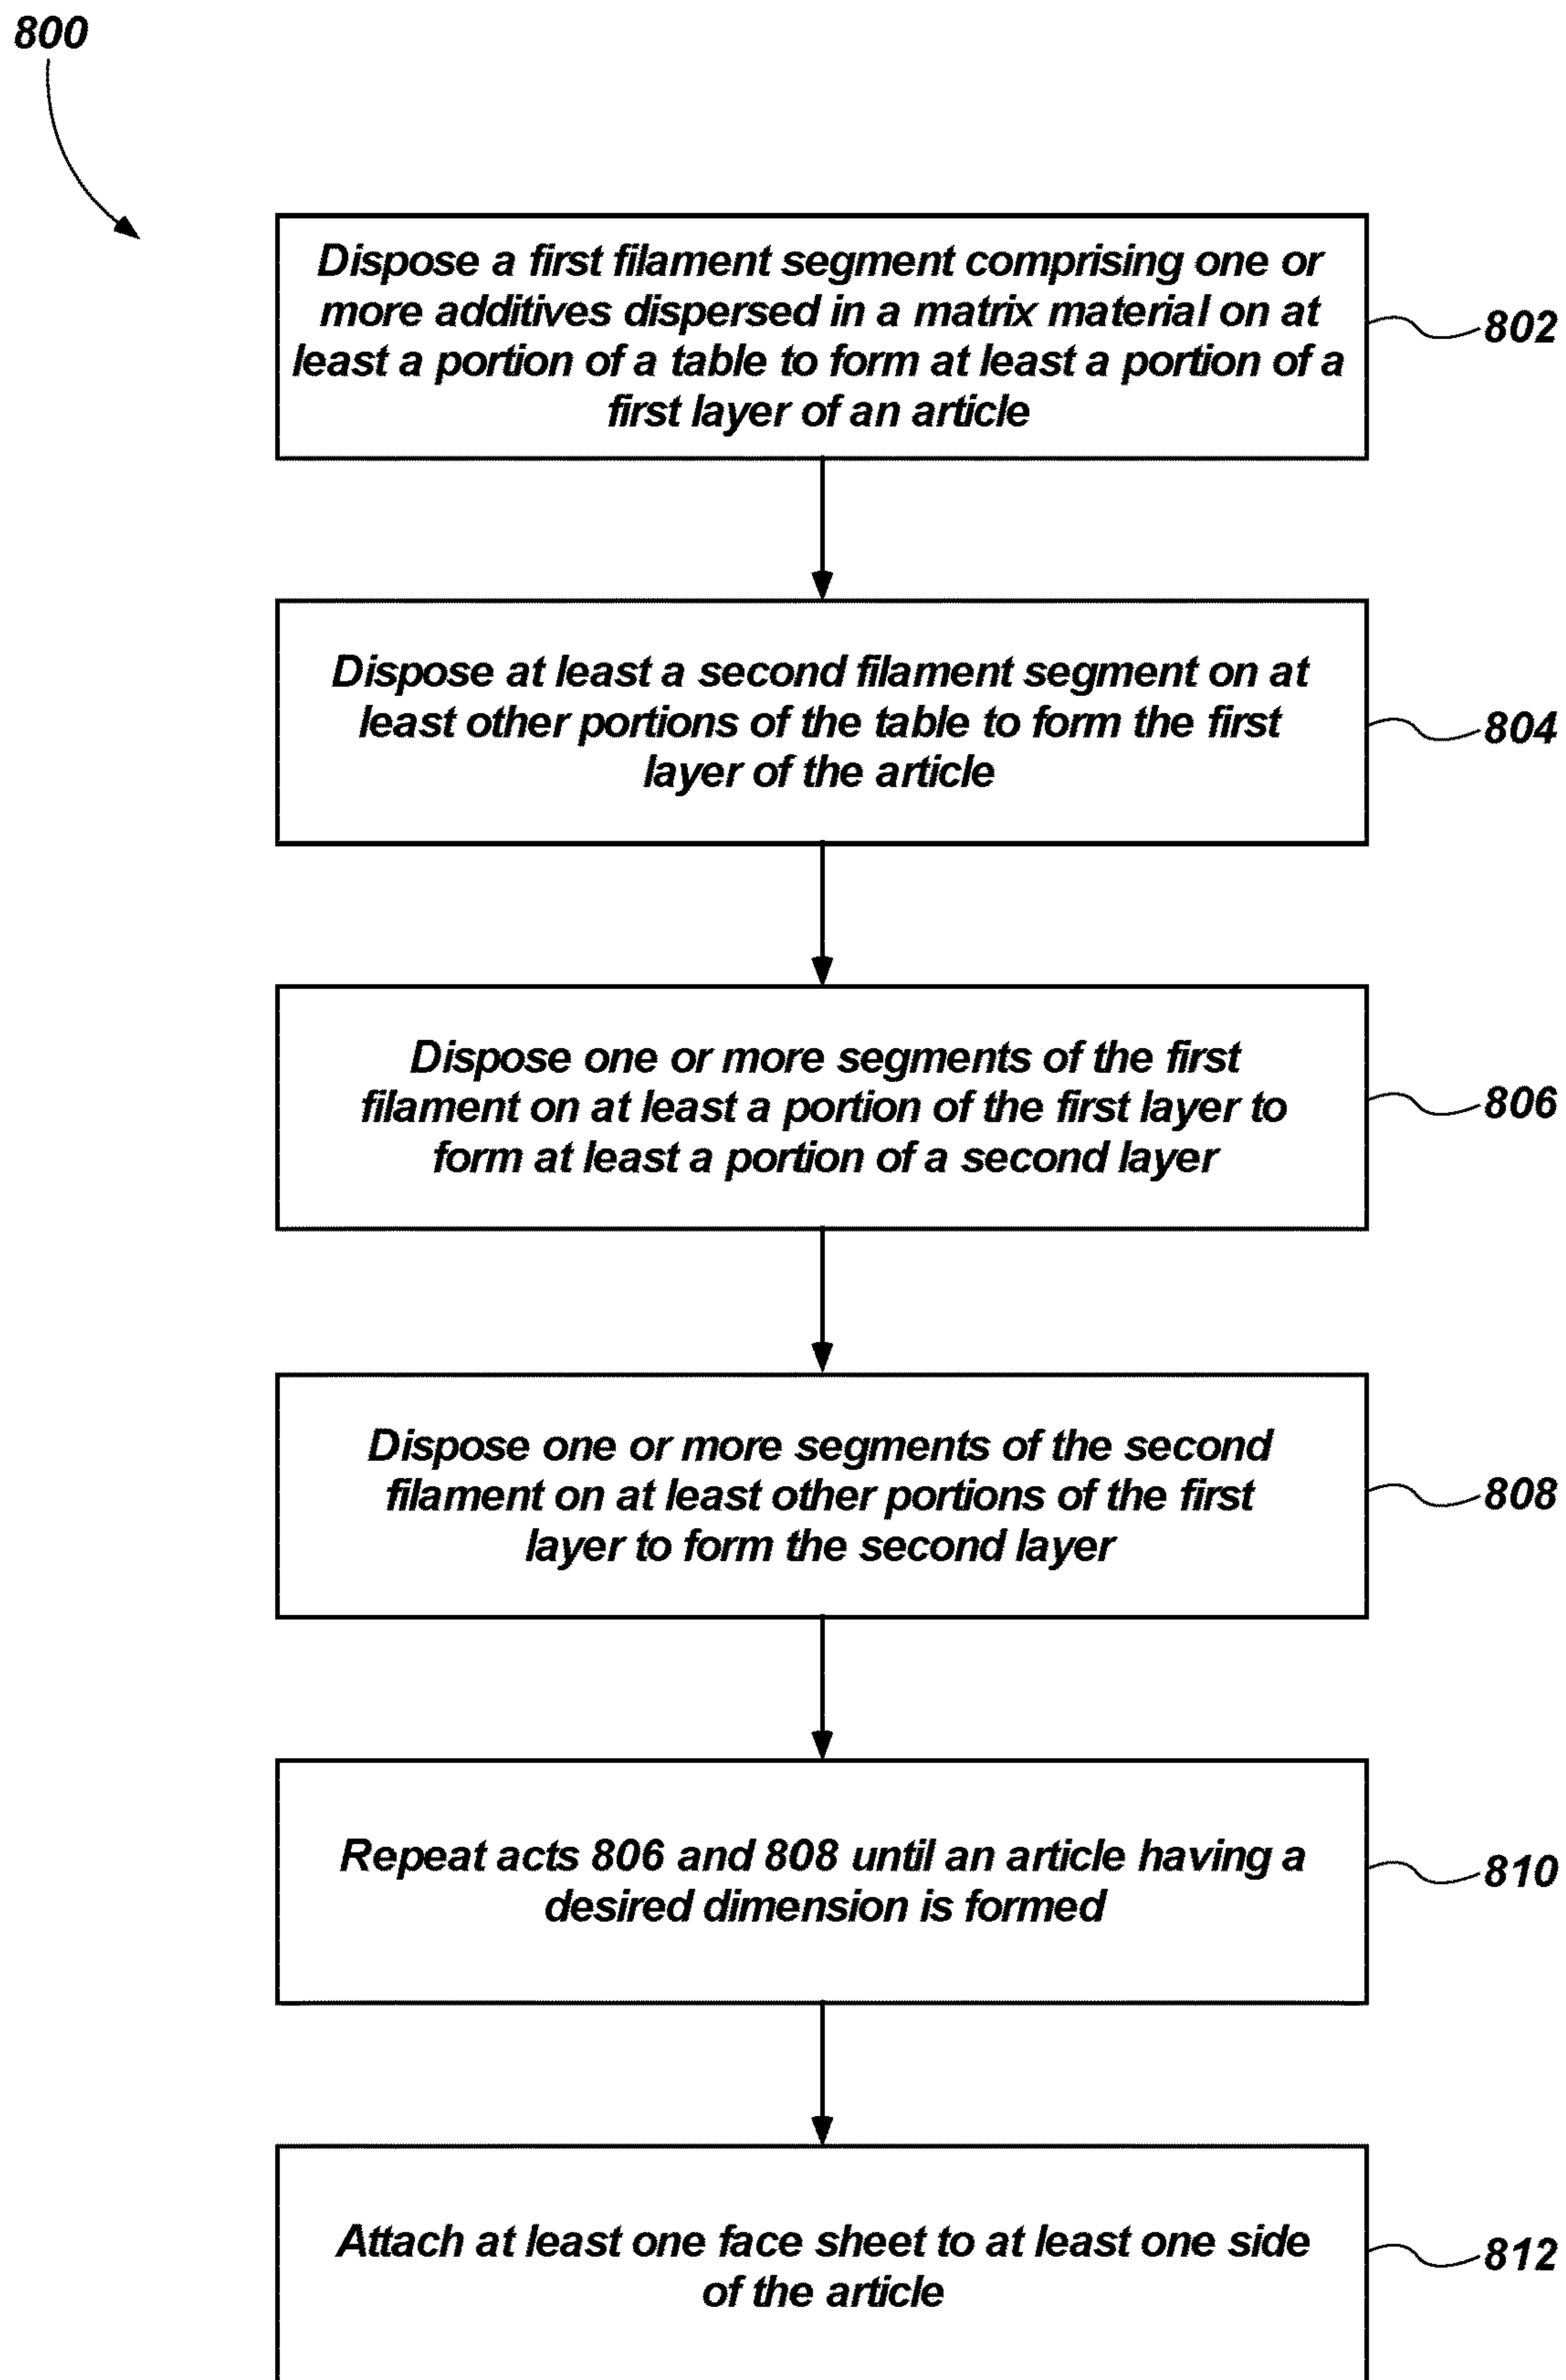 800
Dispose a first filament segment comprising one or
more additives dispersed in a matrix material on at
least a portion of a table to form at least a portion of a
first layer of an article
802
Dispose at least a second filament segment on at
least other portions of the table to form the first
layer of the article
804
Dispose one or more segments of the first
filament on at least a portion of the first layer to
form at least a portion of a second layer
806
Dispose one or more segments of the second
filament on at least other portions of the first
layer to form the second layer
808
Repeat acts 806 and 808 until an article having a
desired dimension is formed
810
Attach at least one face sheet to at least one side
of the article
812